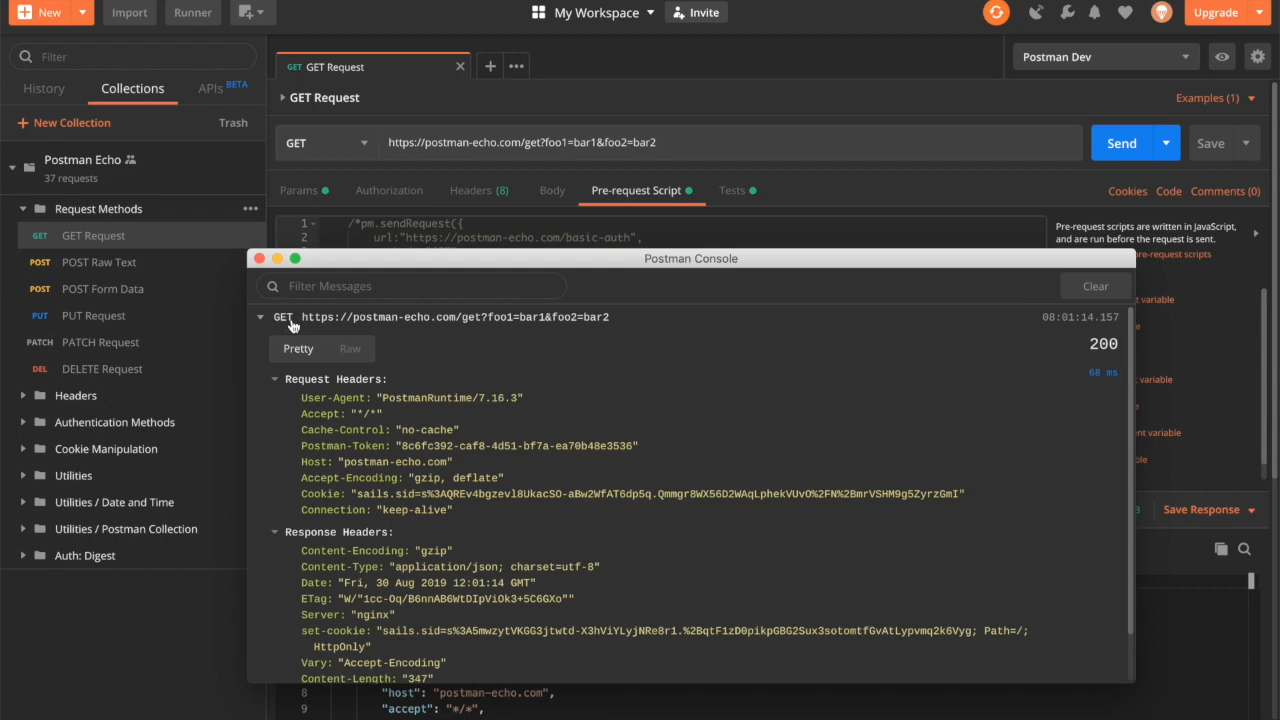 New
Import
Runner
My Workspace
Invite
Upgrade
Filter
History
Collections
APIs BETA
New Collection
Trash
Postman Echo
37 requests
Request Methods
GET GET Request
POST POST Raw Text
POST POST Form Data
PUT PUT Request
PATCH PATCH Request
DEL DELETE Request
Headers
Authentication Methods
Cookie Manipulation
Utilities
Utilities / Date and Time
Utilities / Postman Collection
Auth: Digest
GET GET Request
Postman Dev
GET Request
Examples (1)
GET
https://postman-echo.com/get?foo1=bar1&foo2=bar2
Send
Save
Params
Authorization
Headers (8)
Body
Pre-request Script
Tests
Cookies Code Comments (0)
1 /*pm.sendRequest({
2 url:"https://postman-echo.com/basic-auth",
Pre-request scripts are written in JavaScript,
and are run before the request is sent.
re-request scripts
nt variable
e
variable
e
nt variable
ble
Postman Console
Filter Messages
Clear
GET https://postman-echo.com/get?foo1=bar1&foo2=bar2
08:01:14.157
Pretty
Raw
200
68 ms
Request Headers:
User-Agent: "PostmanRuntime/7.16.3"
Accept: "*/*"
Cache-Control: "no-cache"
Postman-Token: "8c6fc392-caf8-4d51-bf7a-ea70b48e3536"
Host: "postman-echo.com"
Accept-Encoding: "gzip, deflate"
Cookie: "sails.sid=s%3AQREv4bgzevl8UkacSO-aBw2WfAT6dp5q.Qmmgr8WX56D2WAqLphekVUvO%2FN%2BmrVSHM9g5ZyrzGmI"
Connection: "keep-alive"
Response Headers:
Content-Encoding: "gzip"
Content-Type: "application/json; charset=utf-8"
Date: "Fri, 30 Aug 2019 12:01:14 GMT"
ETag: "W/"1cc-Oq/B6nnAB6WtDIpViOk3+5C6GXo""
Server: "nginx"
set-cookie: "sails.sid=s%3A5mwzytVKGG3jtwtd-X3hViYLyjNRe8r1.%2BqtF1zD0pikpGBG2Sux3sotomtfGvAtLypvmq2k6Vyg; Path=/;
HttpOnly"
Vary: "Accept-Encoding"
Content-Length: "347"
Save Response
8 "host": "postman-echo.com",
9 "accept": "*/*",